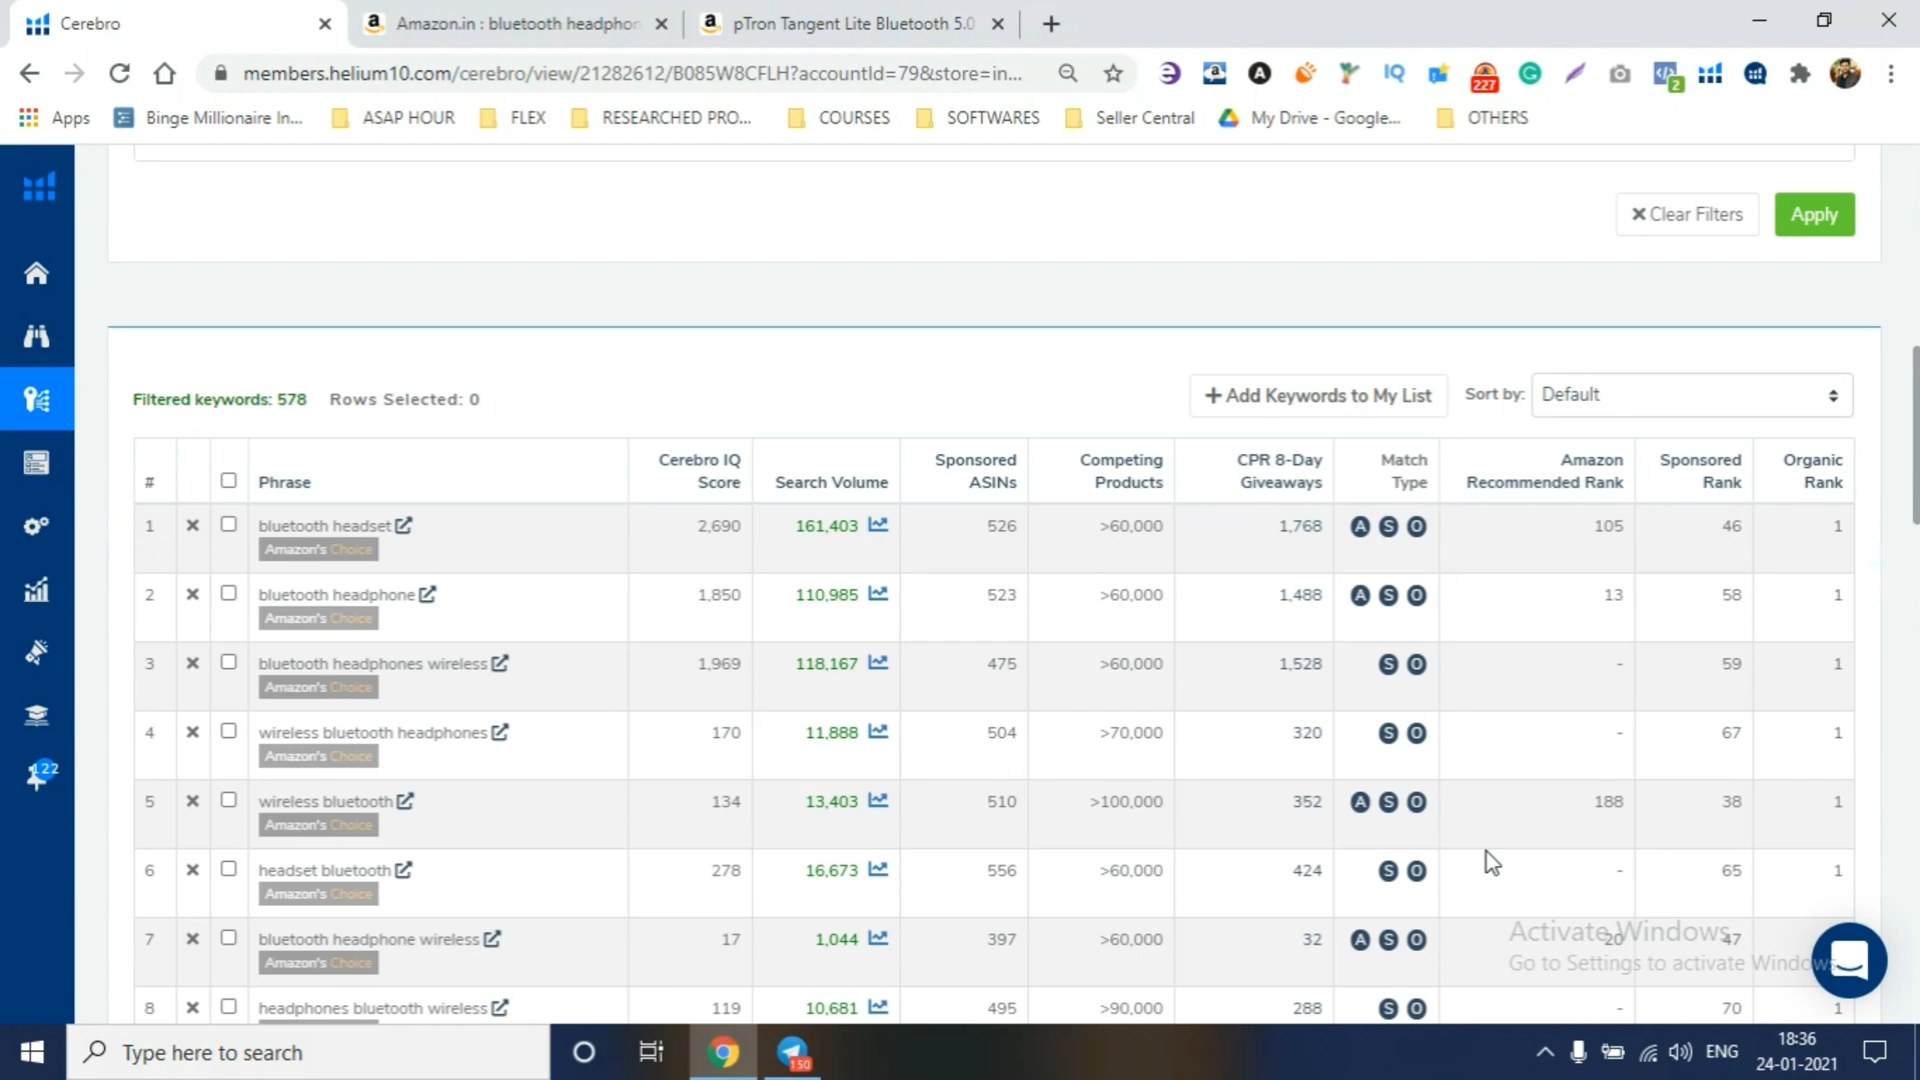 Cerebro
Amazon.in : bluetooth headphon
pTron Tangent Lite Bluetooth 5.0
members.helium10.com/cerebro/view/21282612/B085W8CFLH?accountId=79&store=in...
IQ
227
2
Apps
Binge Millionaire In...
ASAP HOUR
FLEX
RESEARCHED PRO...
COURSES
SOFTWARES
Seller Central
My Drive - Google...
OTHERS
Clear Filters
Apply
Filtered keywords: 578
Rows Selected: 0
Add Keywords to My List
Sort by:
Default
# Phrase Cerebro IQ Score Search Volume Sponsored ASINs Competing Products CPR 8-Day Giveaways Match Type Amazon Recommended Rank Sponsored Rank Organic Rank
1 bluetooth headset 2,690 161,403 526 >60,000 1,768 A S O 105 46 1
Amazon's Choice
2 bluetooth headphone 1,850 110,985 523 >60,000 1,488 A S O 13 58 1
Amazon's Choice
3 bluetooth headphones wireless 1,969 118,167 475 >60,000 1,528 S O - 59 1
Amazon's Choice
4 wireless bluetooth headphones 170 11,888 504 >70,000 320 S O - 67 1
Amazon's Choice
5 wireless bluetooth 134 13,403 510 >100,000 352 A S O 188 38 1
Amazon's Choice
6 headset bluetooth 278 16,673 556 >60,000 424 S O - 65 1
Amazon's Choice
7 bluetooth headphone wireless 17 1,044 397 >60,000 32 A S O 20 47
Amazon's Choice
8 headphones bluetooth wireless 119 10,681 495 >90,000 288 S O - 70 1
122
Activate Windows
Go to Settings to activate Windows
Type here to search
150
ENG
18:36
24-01-2021